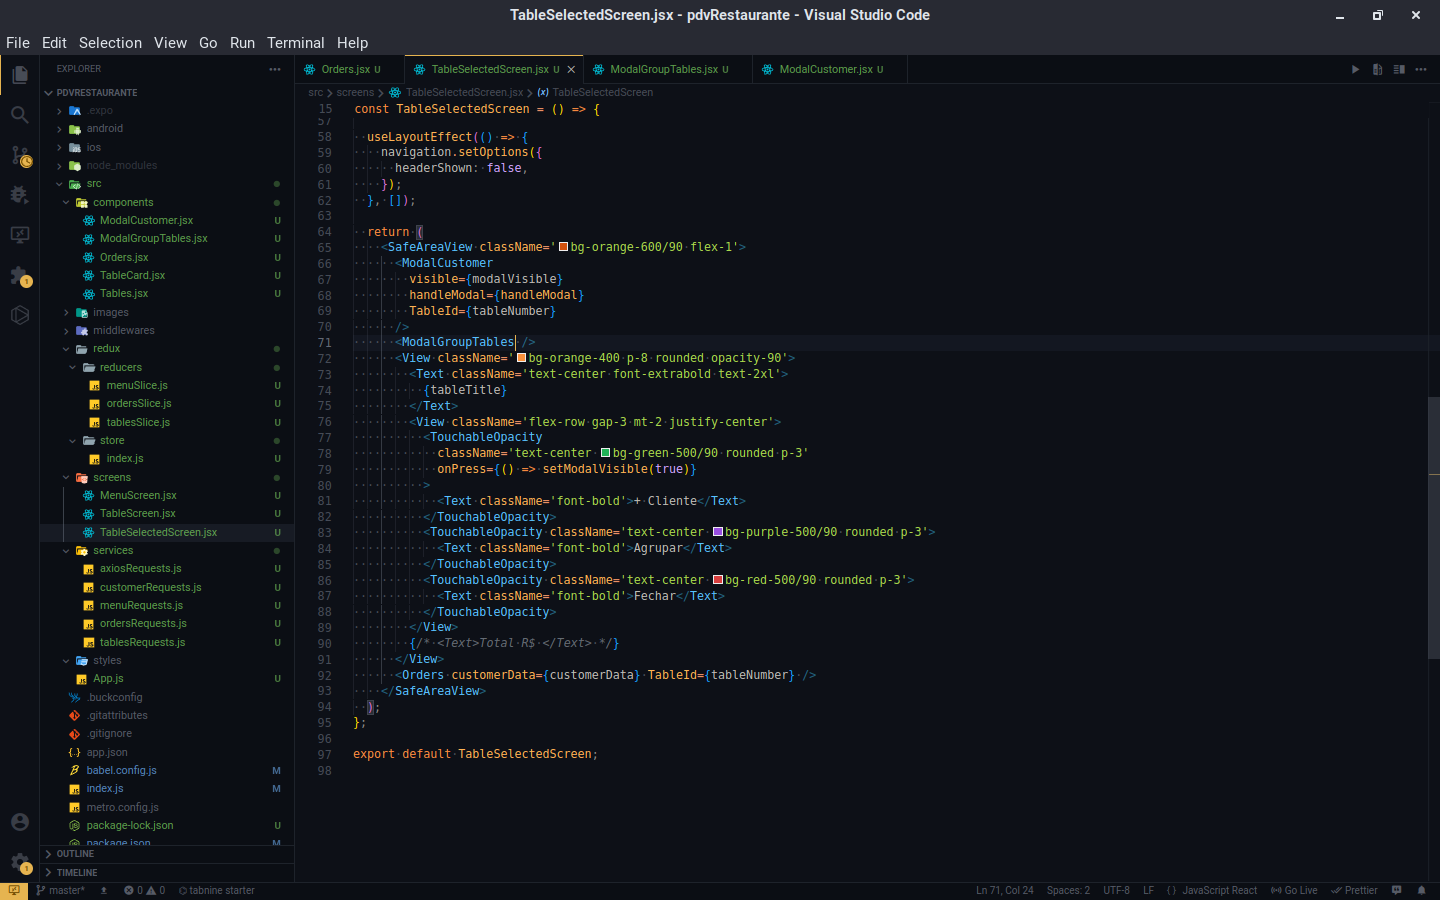 TableSelectedScreen.jsx - pdvRestaurante - Visual Studio Code
File Edit Selection View Go Run Terminal Help
EXPLORER
Orders.jsx U TableSelectedScreen.jsx U ModalGroupTables.jsx U ModalCustomer.jsx U
src > screens > TableSelectedScreen.jsx > TableSelectedScreen
PDVRESTAURANTE
.expo
android
ios
node_modules
src
components
ModalCustomer.jsx U
ModalGroupTables.jsx U
Orders.jsx U
TableCard.jsx U
Tables.jsx U
images
middlewares
redux
reducers
menuSlice.js U
ordersSlice.js U
tablesSlice.js U
store
index.js U
screens
MenuScreen.jsx U
TableScreen.jsx U
TableSelectedScreen.jsx U
services
axiosRequests.js U
customerRequests.js U
menuRequests.js U
ordersRequests.js U
tablesRequests.js U
styles
App.js U
.buckconfig
.gitattributes
.gitignore
app.json
babel.config.js M
index.js M
metro.config.js
package-lock.json U
package.json M
OUTLINE
TIMELINE
15 const TableSelectedScreen = () => {
57
58 useLayoutEffect(() => {
59 navigation.setOptions({
60 headerShown: false,
61 });
62 }, []);
63
64 return (
65 <SafeAreaView className='bg-orange-600/90 flex-1'>
66 <ModalCustomer
67 visible={modalVisible}
68 handleModal={handleModal}
69 TableId={tableNumber}
70 />
71 <ModalGroupTables />
72 <View className='bg-orange-400 p-8 rounded opacity-90'>
73 <Text className='text-center font-extrabold text-2xl'>
74 {tableTitle}
75 </Text>
76 <View className='flex-row gap-3 mt-2 justify-center'>
77 <TouchableOpacity
78 className='text-center bg-green-500/90 rounded p-3'
79 onPress={() => setModalVisible(true)}
80 >
81 <Text className='font-bold'>+ Cliente</Text>
82 </TouchableOpacity>
83 <TouchableOpacity className='text-center bg-purple-500/90 rounded p-3'>
84 <Text className='font-bold'>Agrupar</Text>
85 </TouchableOpacity>
86 <TouchableOpacity className='text-center bg-red-500/90 rounded p-3'>
87 <Text className='font-bold'>Fechar</Text>
88 </TouchableOpacity>
89 </View>
90 {/* <Text>Total R$ </Text> */}
91 </View>
92 <Orders customerData={customerData} TableId={tableNumber} />
93 </SafeAreaView>
94 );
95 };
96
97 export default TableSelectedScreen;
98
master* 0 0 tabnine starter Ln 71, Col 24 Spaces: 2 UTF-8 LF { } JavaScript React Go Live Prettier